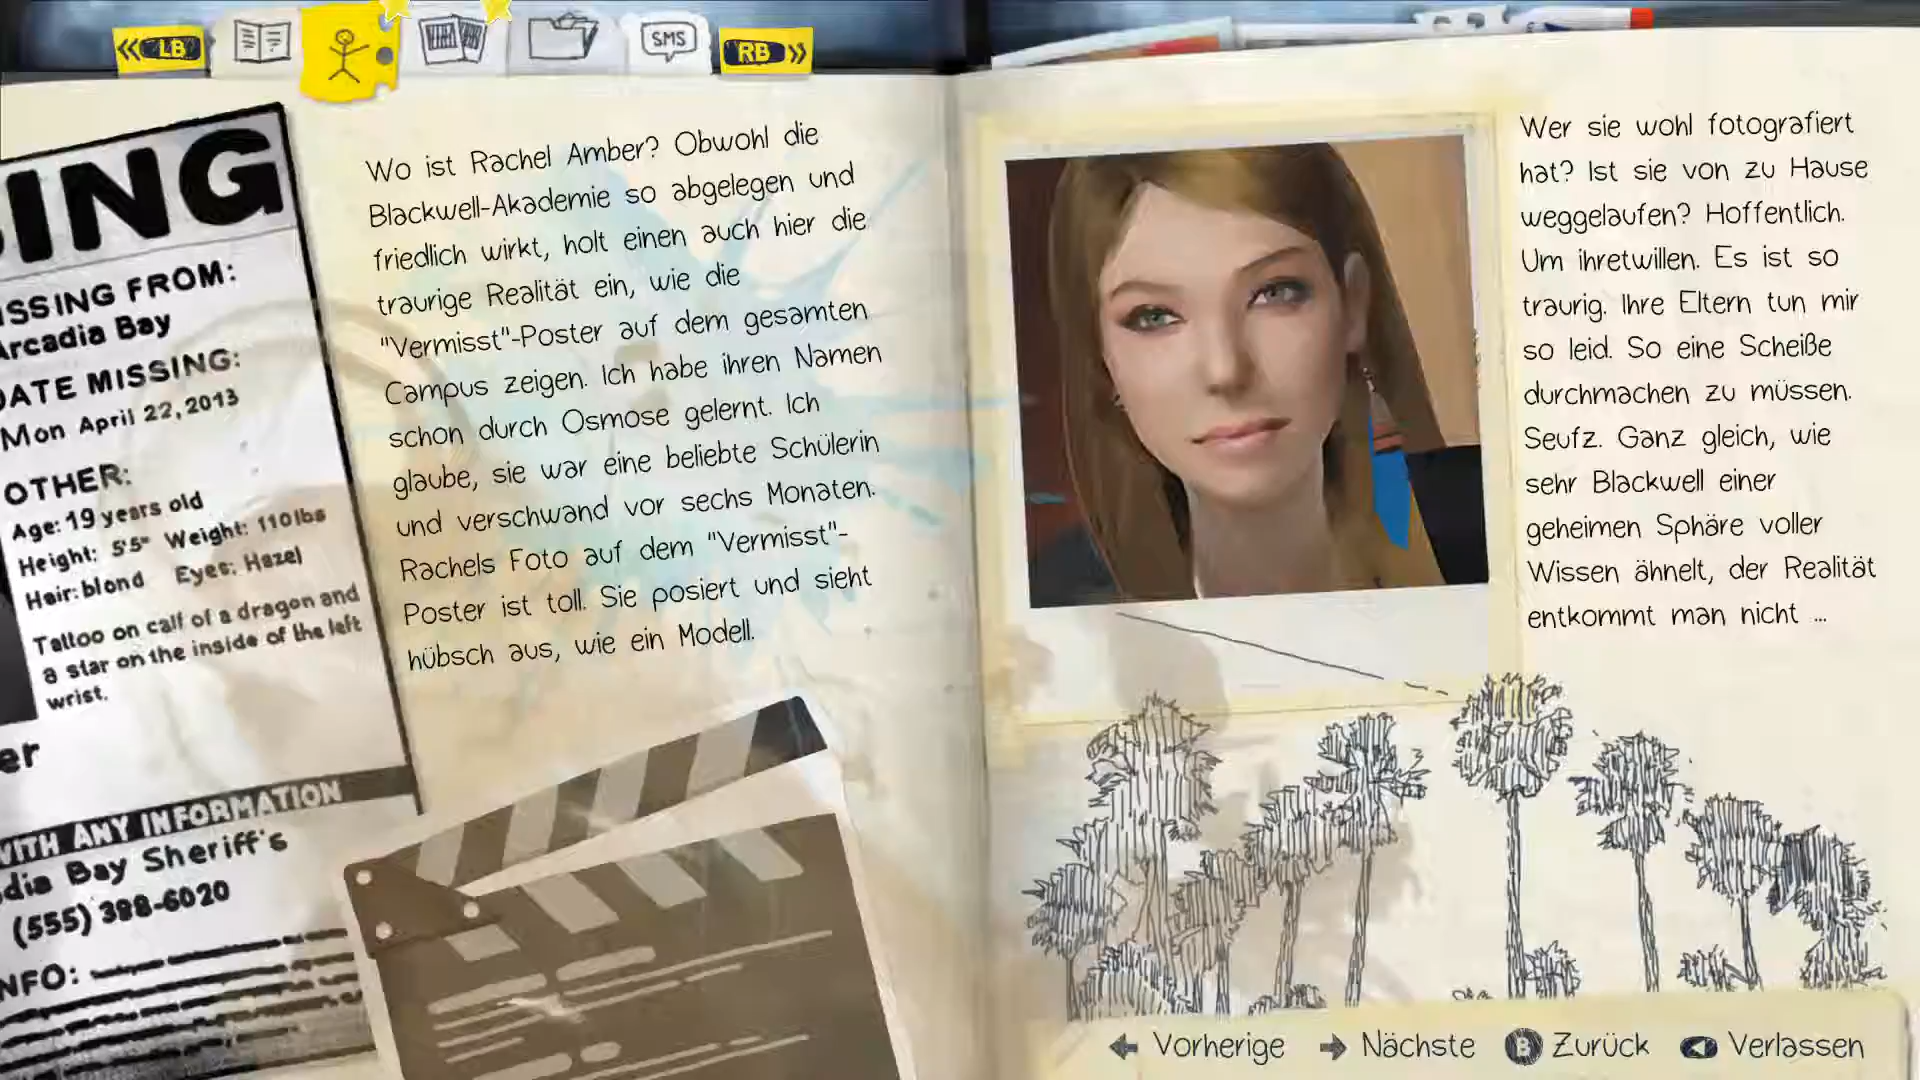 LB
SMS
RB
ING
ISSING FROM:
Arcadia Bay
DATE MISSING:
Mon April 22, 2013
OTHER:
Age: 19 years old
Height: 5'5" Weight: 110lbs
Hair: blond Eyes: Hazel
Tattoo on calf of a dragon and
a star on the inside of the left
wrist.
er
WITH ANY INFORMATION
dia Bay Sheriff's
(555) 388-6020
NFO:
Wo ist Rachel Amber? Obwohl die
Blackwell-Akademie so abgelegen und
friedlich wirkt, holt einen auch hier die
traurige Realität ein, wie die
"Vermisst"-Poster auf dem gesamten
Campus zeigen. Ich habe ihren Namen
schon durch Osmose gelernt. Ich
glaube, sie war eine beliebte Schülerin
und verschwand vor sechs Monaten.
Rachels Foto auf dem "Vermisst"-
Poster ist toll. Sie posiert und sieht
hübsch aus, wie ein Modell.
Wer sie wohl fotografiert
hat? Ist sie von zu Hause
weggelaufen? Hoffentlich.
Um ihretwillen. Es ist so
traurig. Ihre Eltern tun mir
so leid. So eine Scheiße
durchmachen zu müssen.
Seufz. Ganz gleich, wie
sehr Blackwell einer
geheimen Sphäre voller
Wissen ähnelt, der Realität
entkommt man nicht ...
Vorherige Nächste B Zurück Verlassen